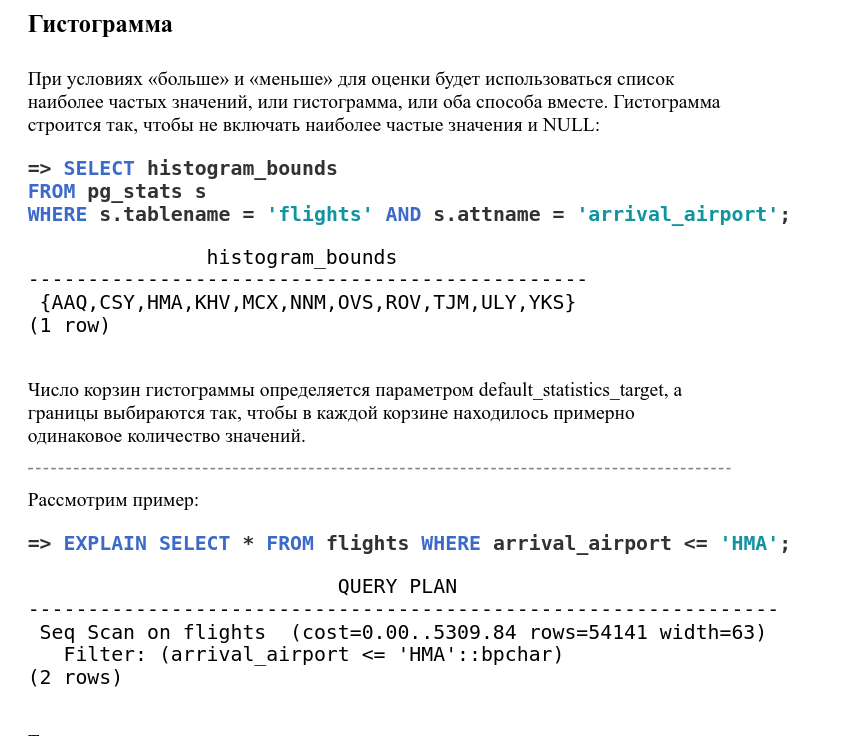 Гистограмма
При условиях «больше» и «меньше» для оценки будет использоваться список
наиболее частых значений, или гистограмма, или оба способа вместе. Гистограмма
строится так, чтобы не включать наиболее частые значения и NULL:
=> SELECT histogram_bounds
FROM pg_stats s
WHERE s.tablename = 'flights' AND s.attname = 'arrival_airport';
histogram_bounds
-----------------------------------------------
{AAQ,CSY,HMA,KHV,MCX,NNM,OVS,ROV,TJM,ULY,YKS}
(1 row)
Число корзин гистограммы определяется параметром default_statistics_target, а
границы выбираются так, чтобы в каждой корзине находилось примерно
одинаковое количество значений.
Рассмотрим пример:
=> EXPLAIN SELECT * FROM flights WHERE arrival_airport <= 'HMA';
QUERY PLAN
---------------------------------------------------------------
Seq Scan on flights  (cost=0.00..5309.84 rows=54141 width=63)
Filter: (arrival_airport <= 'HMA'::bpchar)
(2 rows)